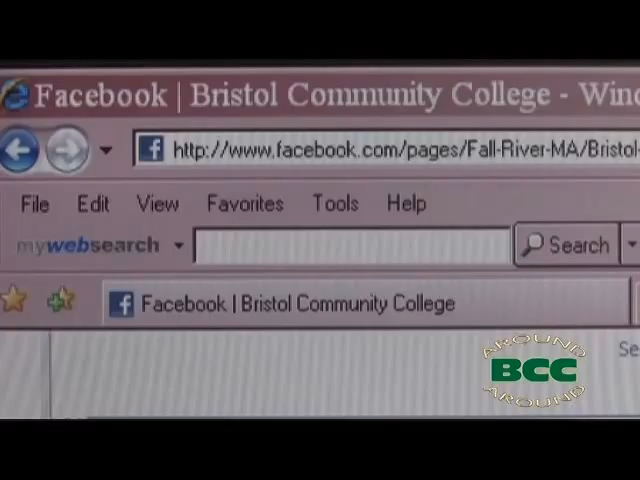 Facebook | Bristol Community College - Wind
http://www.facebook.com/pages/Fall-River-MA/Bristol-
File Edit View Favorites Tools Help
mywebsearch Search
Facebook | Bristol Community College
Se
AROUND
BCC
AROUND